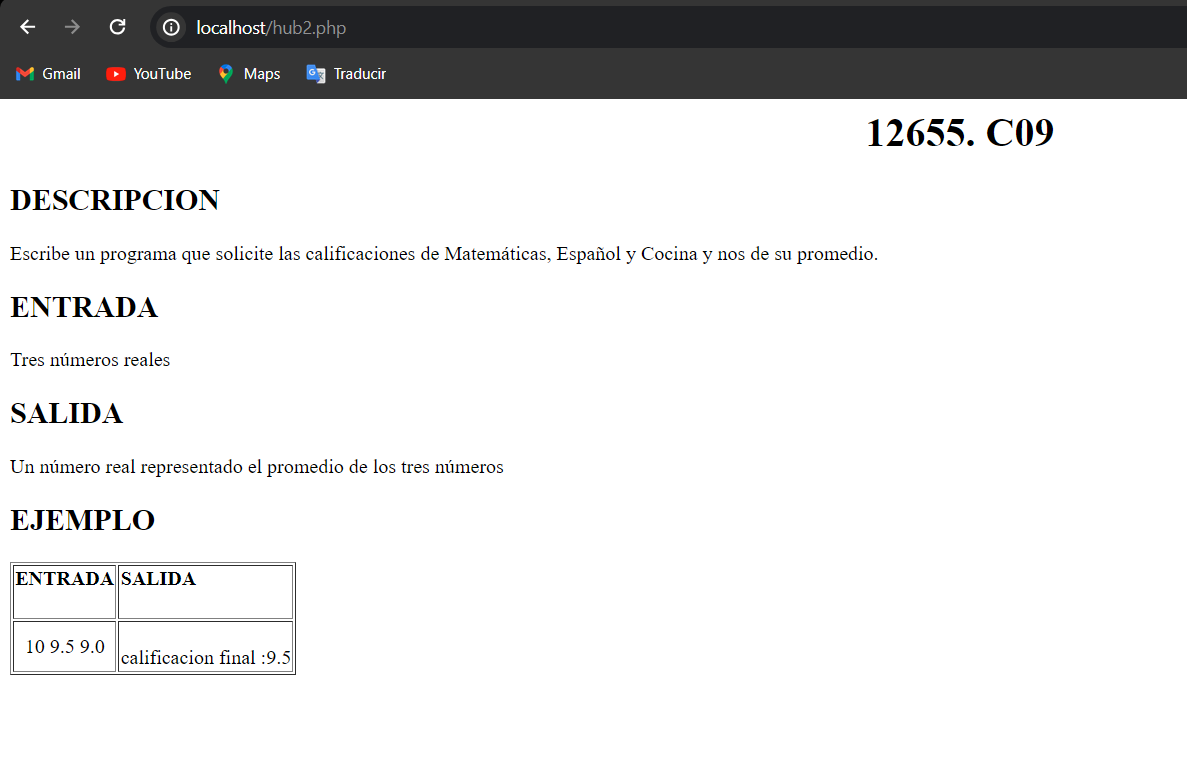 localhost/hub2.php
Gmail YouTube Maps Traducir
12655. C09
DESCRIPCION
Escribe un programa que solicite las calificaciones de Matemáticas, Español y Cocina y nos de su promedio.
ENTRADA
Tres números reales
SALIDA
Un número real representado el promedio de los tres números
EJEMPLO
ENTRADA SALIDA
10 9.5 9.0
calificacion final :9.5